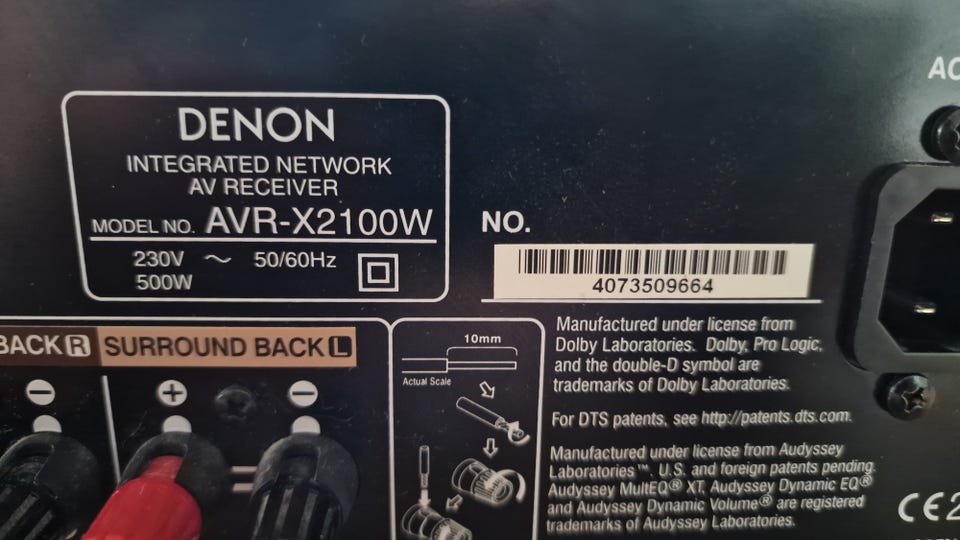 AC
DENON
INTEGRATED NETWORK
AV RECEIVER
MODEL NO. AVR-X2100W
230V ~ 50/60Hz
500W
NO.
4073509664
BACK R
SURROUND BACK L
− + −
10mm
Actual Scale
Manufactured under license from
Dolby Laboratories. Dolby, Pro Logic,
and the double-D symbol are
trademarks of Dolby Laboratories.
For DTS patents, see http://patents.dts.com.
Manufactured under license from Audyssey
Laboratories™. U.S. and foreign patents pending.
Audyssey MultEQ® XT, Audyssey Dynamic EQ®
and Audyssey Dynamic Volume® are registered
trademarks of Audyssey Laboratories.
CE2